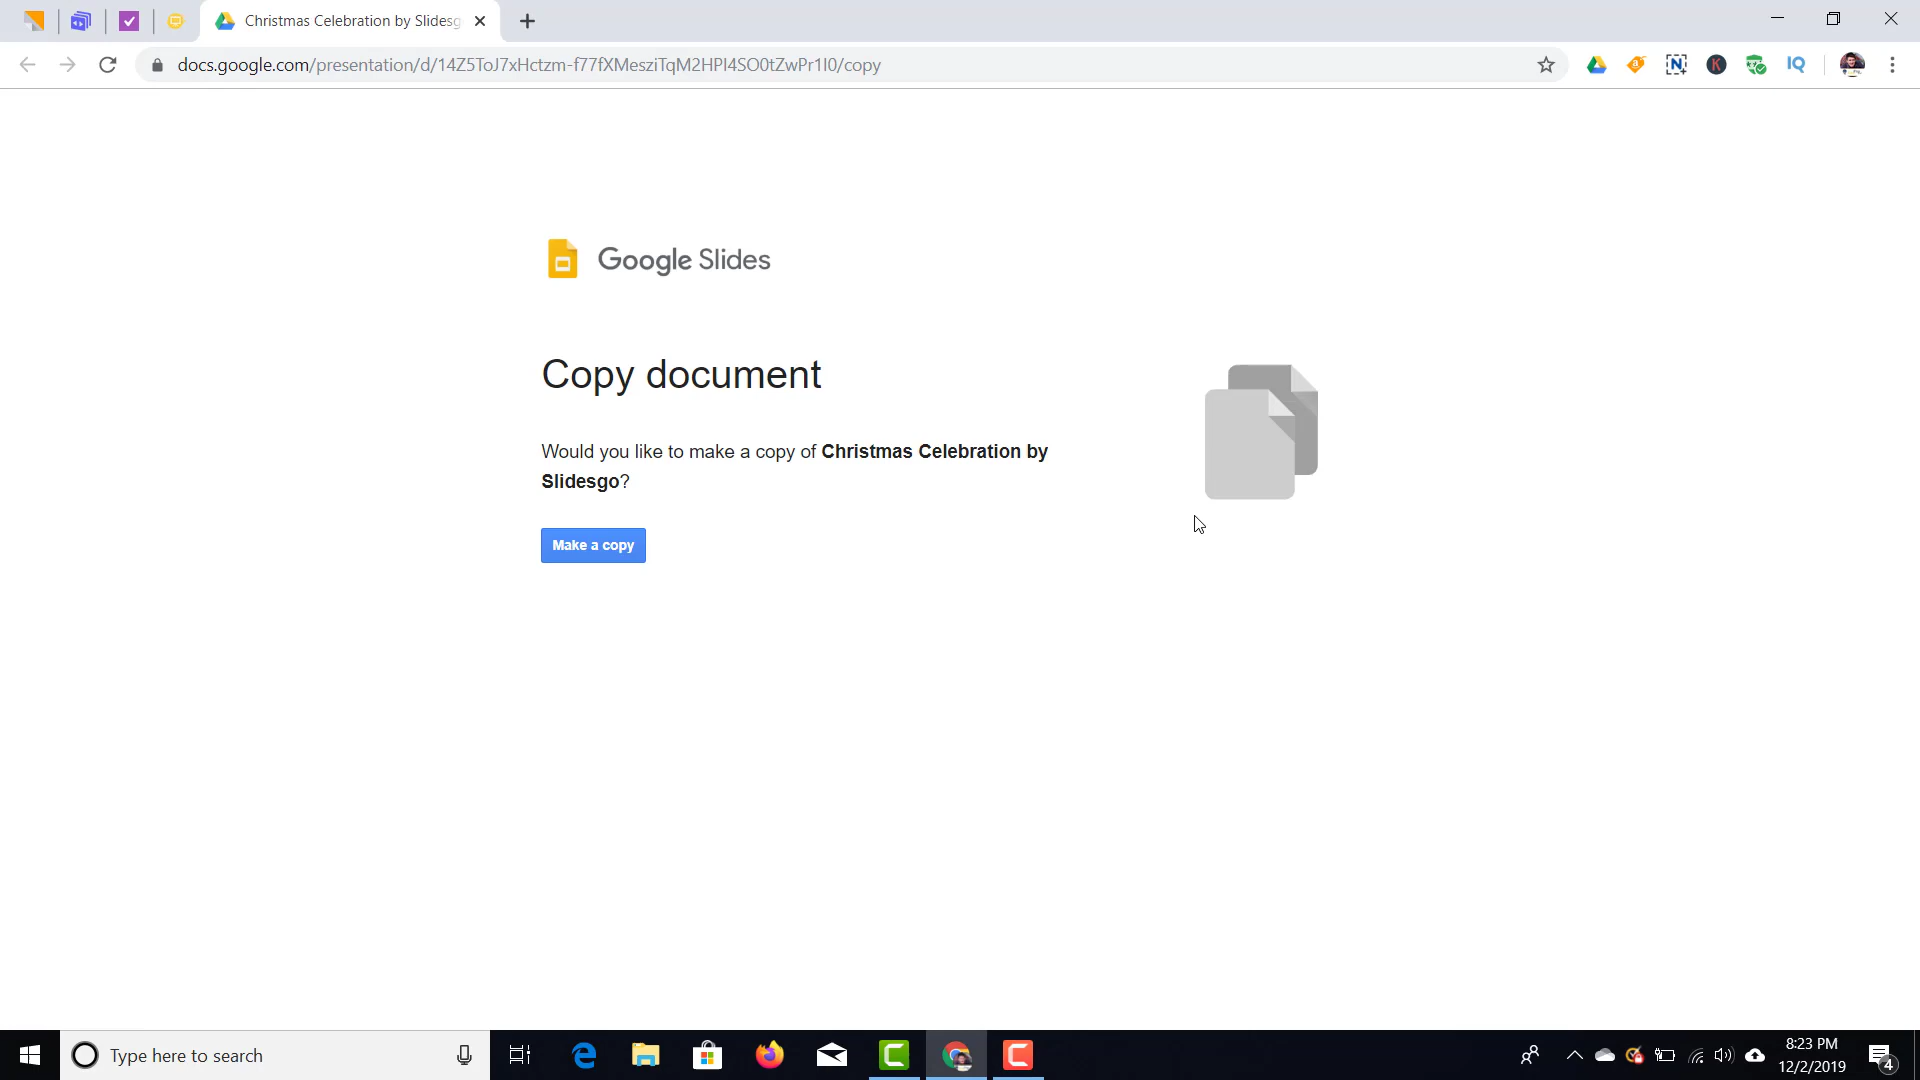 Christmas Celebration by Slidesg
docs.google.com/presentation/d/14Z5ToJ7xHctzm-f77fXMesziTqM2HPI4SO0tZwPr1I0/copy
N
K
IQ
Google Slides
Copy document
Would you like to make a copy of Christmas Celebration by
Slidesgo?
Make a copy
Type here to search
8:23 PM
12/2/2019
4